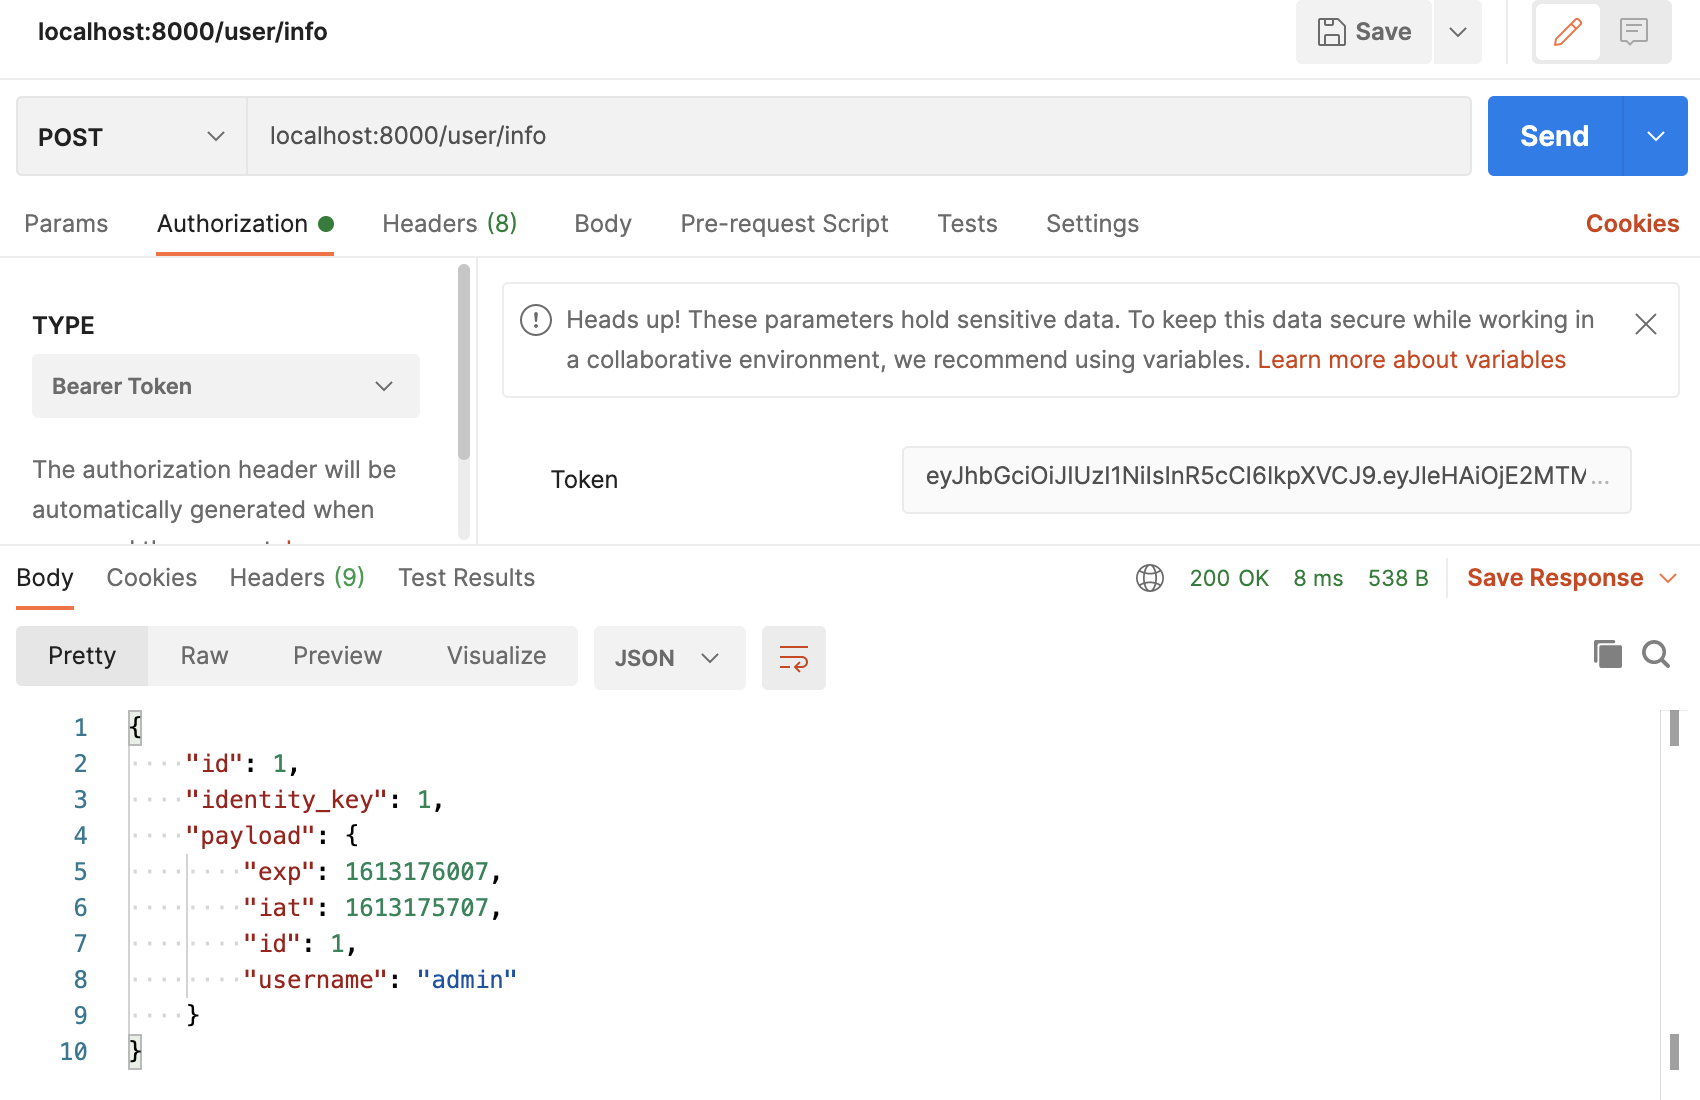 localhost:8000/user/info
Save
POST
localhost:8000/user/info
Send
Params Authorization Headers (8) Body Pre-request Script Tests Settings Cookies
TYPE
Bearer Token
The authorization header will be
automatically generated when
Heads up! These parameters hold sensitive data. To keep this data secure while working in
a collaborative environment, we recommend using variables. Learn more about variables
Token
eyJhbGciOiJIUzI1NiIsInR5cCI6IkpXVCJ9.eyJleHAiOjE2MTM...
Body Cookies Headers (9) Test Results 200 OK 8 ms 538 B Save Response
Pretty Raw Preview Visualize JSON
1 {
2 "id": 1,
3 "identity_key": 1,
4 "payload": {
5 "exp": 1613176007,
6 "iat": 1613175707,
7 "id": 1,
8 "username": "admin"
9 }
10 }